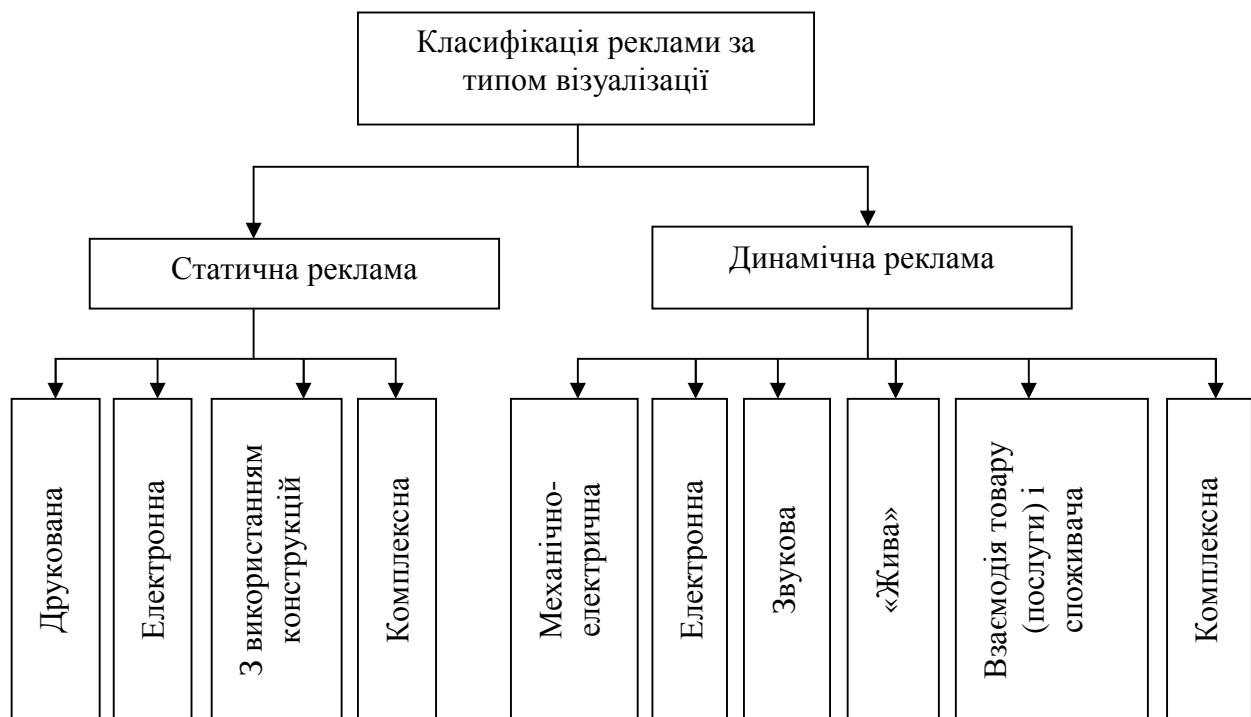 Класифікація реклами за
типом візуалізації
Статична реклама
Динамічна реклама
Друкована
Електронна
З використанням
конструкцій
Комплексна
Механічно-
електрична
Електронна
Звукова
«Жива»
Взаємодія товару
(послуги) і
споживача
Комплексна